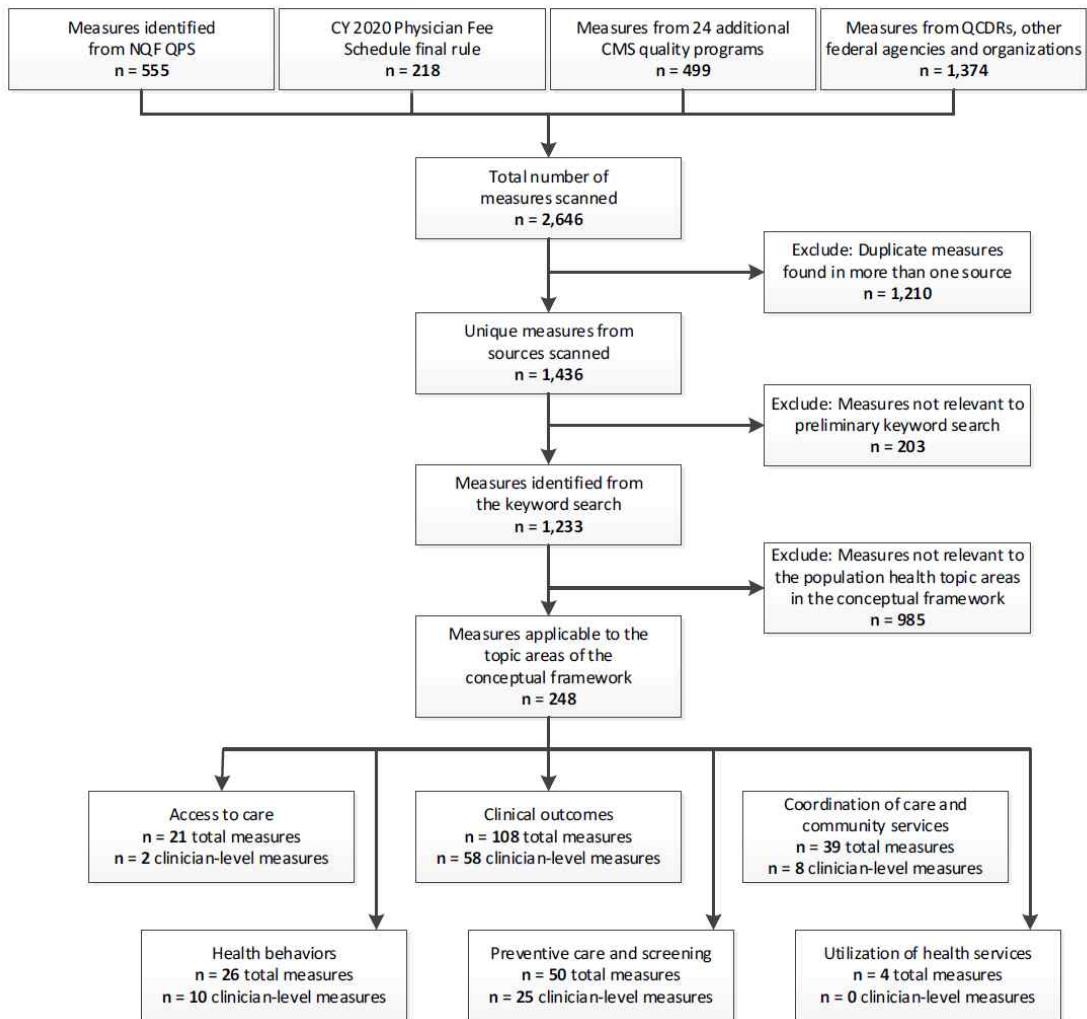 Measures identified
from NQF QPS
n = 555
CY 2020 Physician Fee
Schedule final rule
n = 218
Measures from 24 additional
CMS quality programs
n = 499
Measures from QCDRs, other
federal agencies and organizations
n = 1,374
Total number of
measures scanned
n = 2,646
Exclude: Duplicate measures
found in more than one source
n = 1,210
Unique measures from
sources scanned
n = 1,436
Exclude: Measures not relevant to
preliminary keyword search
n = 203
Measures identified from
the keyword search
n = 1,233
Exclude: Measures not relevant to
the population health topic areas
in the conceptual framework
n = 985
Measures applicable to the
topic areas of the
conceptual framework
n = 248
Access to care
n = 21 total measures
n = 2 clinician-level measures
Clinical outcomes
n = 108 total measures
n = 58 clinician-level measures
Coordination of care and
community services
n = 39 total measures
n = 8 clinician-level measures
Health behaviors
n = 26 total measures
n = 10 clinician-level measures
Preventive care and screening
n = 50 total measures
n = 25 clinician-level measures
Utilization of health services
n = 4 total measures
n = 0 clinician-level measures